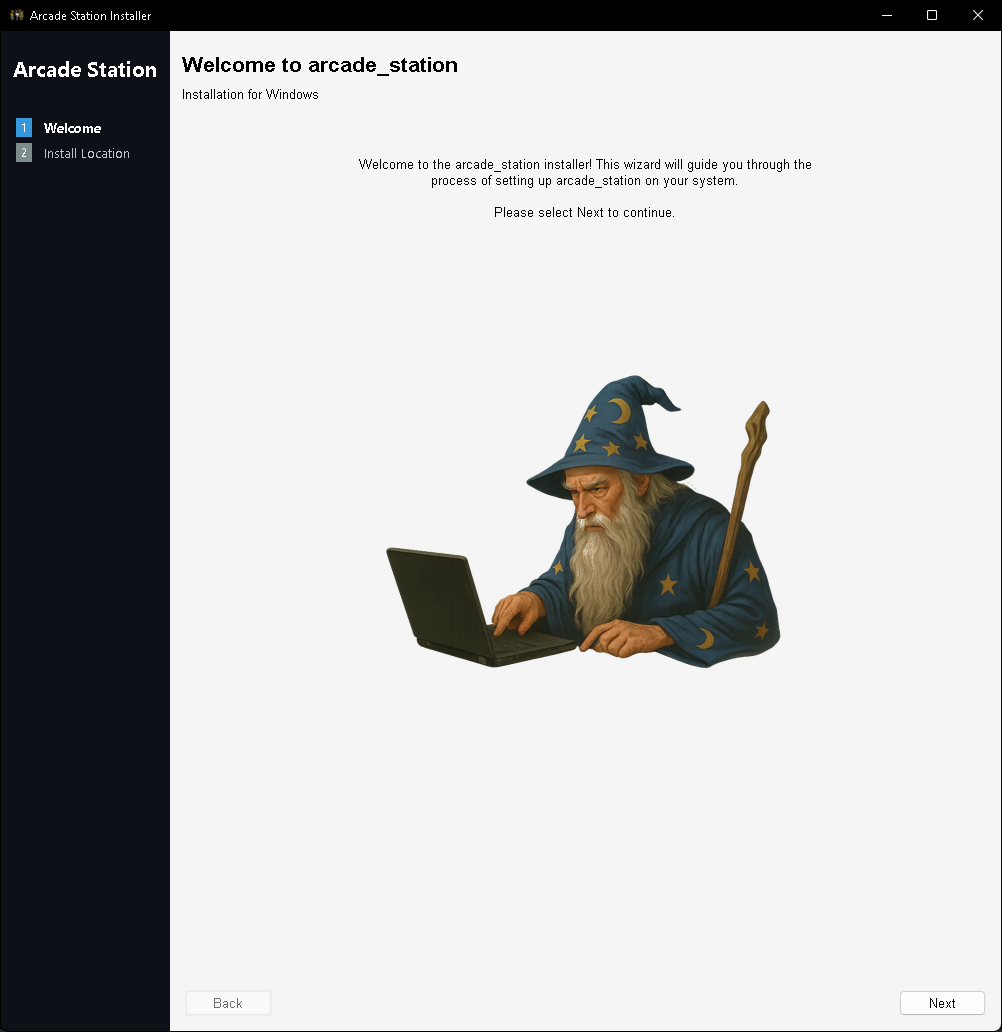 Arcade Station Installer
Arcade Station
1 Welcome
2 Install Location
Welcome to arcade_station
Installation for Windows
Welcome to the arcade_station installer! This wizard will guide you through the
process of setting up arcade_station on your system.
Please select Next to continue.
Back
Next